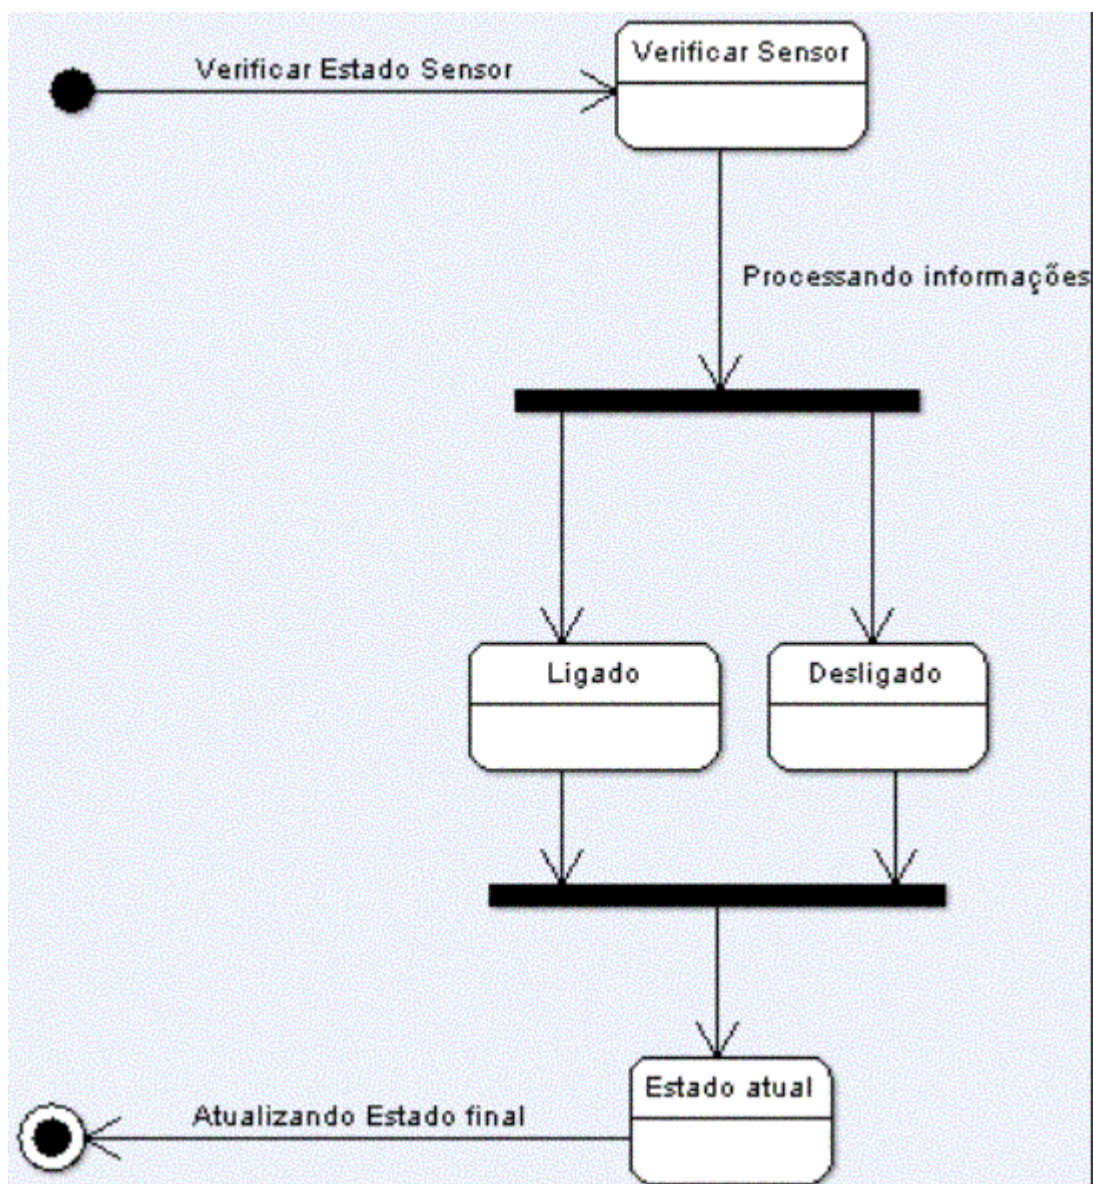 Verificar Sensor
Verificar Estado Sensor
Processando informações
Ligado
Desligado
Estado atual
Atualizando Estado final